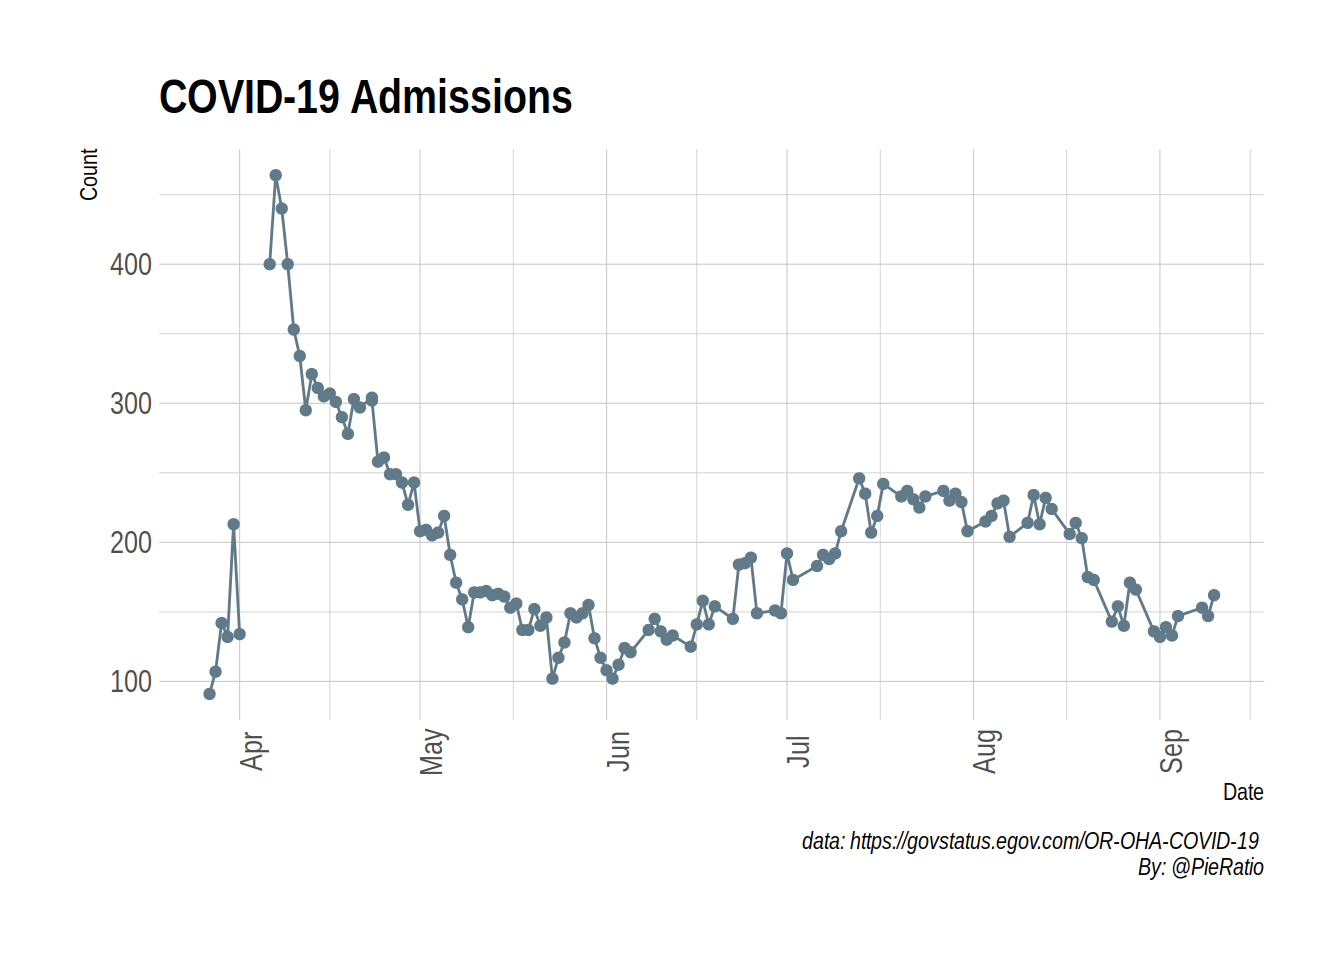 COVID-19 Admissions
Count
400
300
200
100
Apr
May
Jun
Jul
Aug
Sep
Date
data: https://govstatus.egov.com/OR-OHA-COVID-19
By: @PieRatio